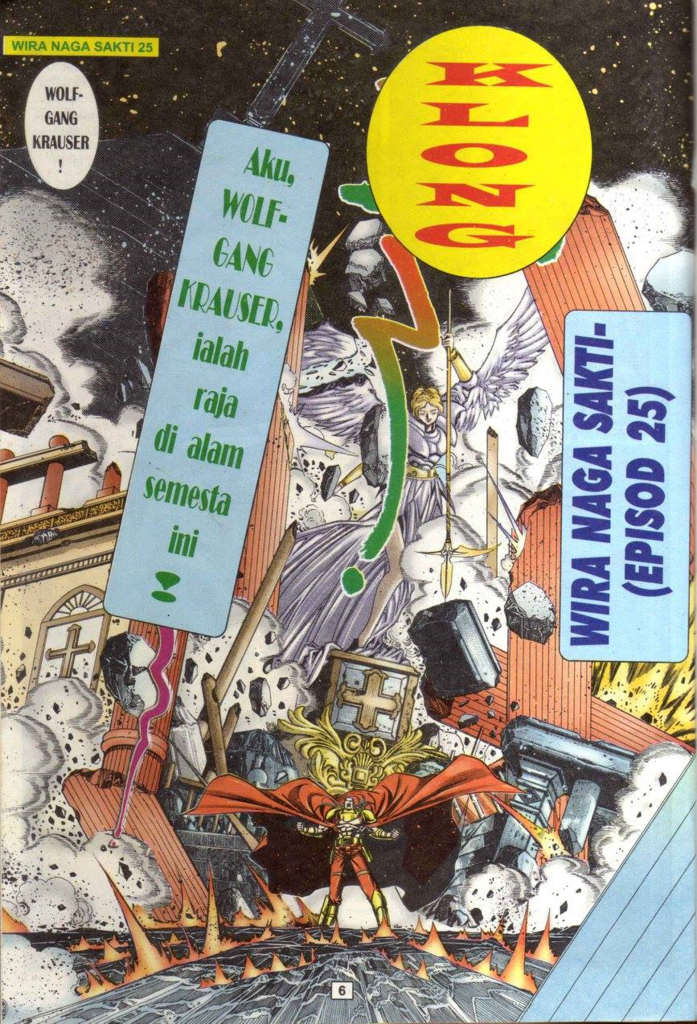 WIRA NAGA SAKTI 25
WOLF-
GANG
KRAUSER
!
Aku,
WOLF-
GANG
KRAUSER,
ialah
raja
di alam
semesta
ini
!
KLONG
WIRA NAGA SAKTI-
(EPISOD 25)
6